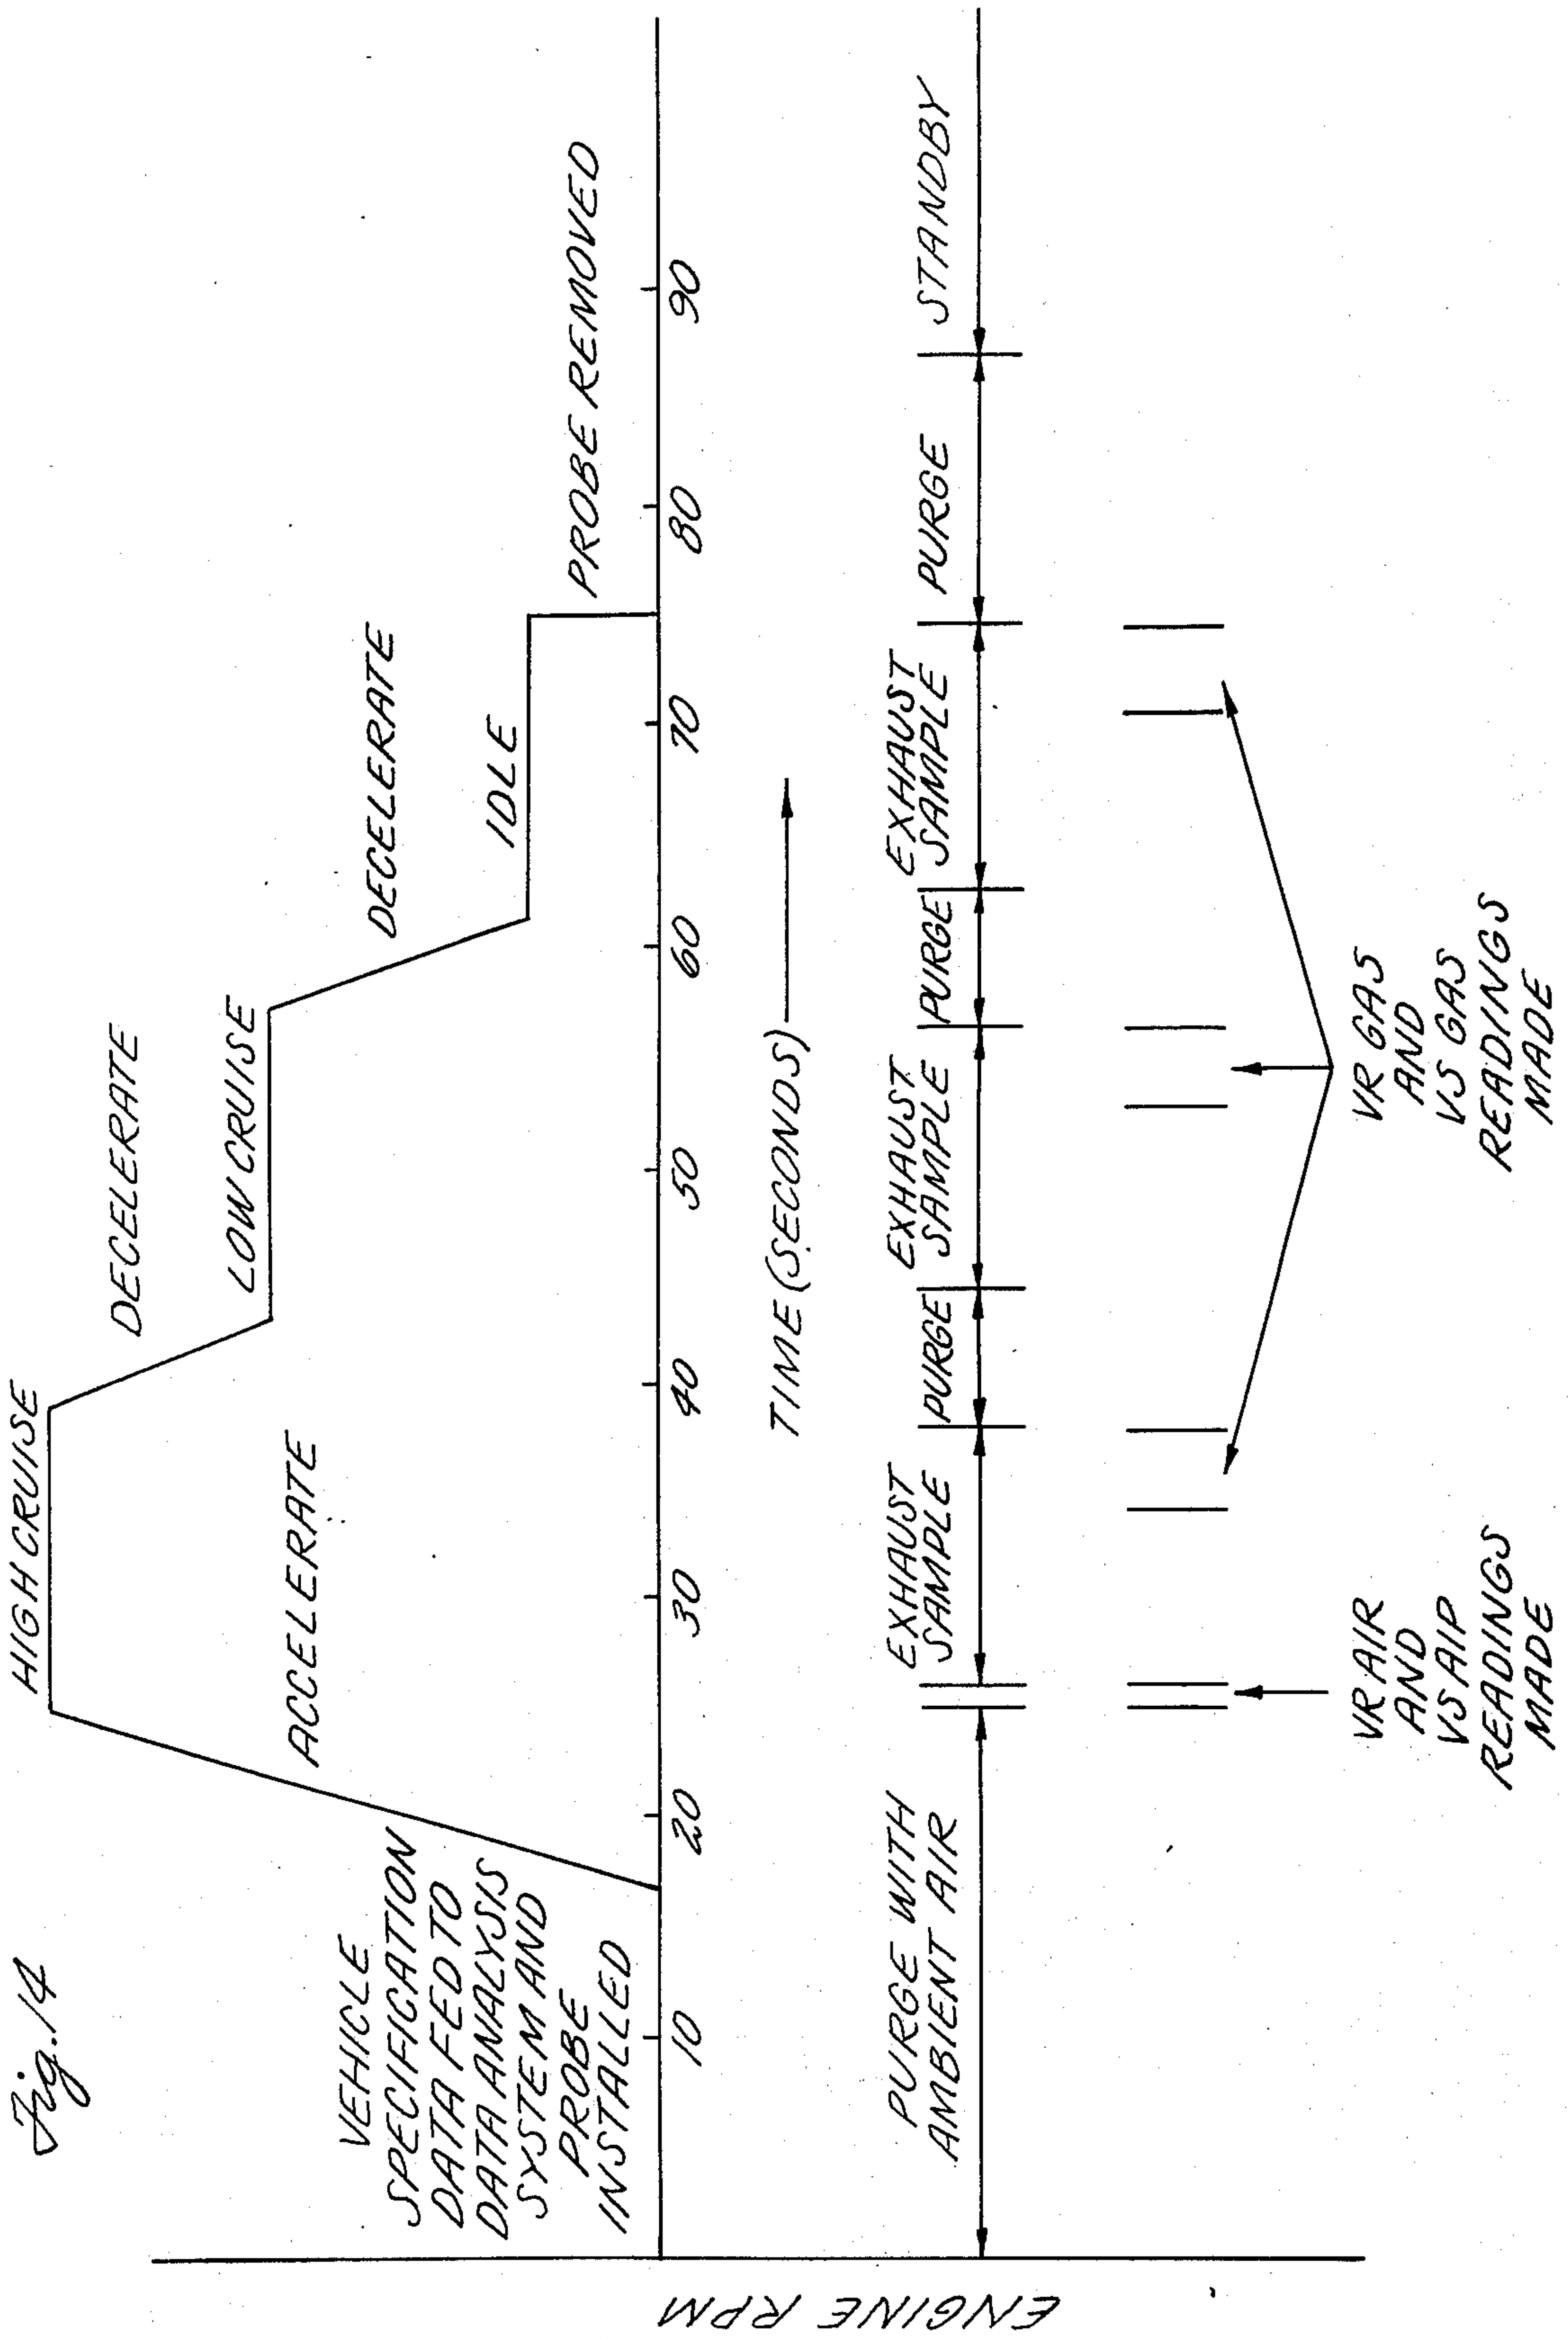 Fig. 14
HIGH CRUISE
DECELERATE
ACCELERATE
LOW CRUISE
DECELERATE
IDLE
VEHICLE
SPECIFICATION
DATA FED TO
DATA ANALYSIS
SYSTEM AND
PROBE
INSTALLED
PROBE REMOVED
10 20 30 40 50 60 70 80 90
ENGINE RPM
TIME (SECONDS)
PURGE WITH
AMBIENT AIR
EXHAUST
SAMPLE
PURGE
EXHAUST
SAMPLE
PURGE
EXHAUST
SAMPLE
PURGE
STANDBY
VR AIR
AND
VS AIP
READINGS
MADE
VR GAS
AND
VS GAS
READINGS
MADE